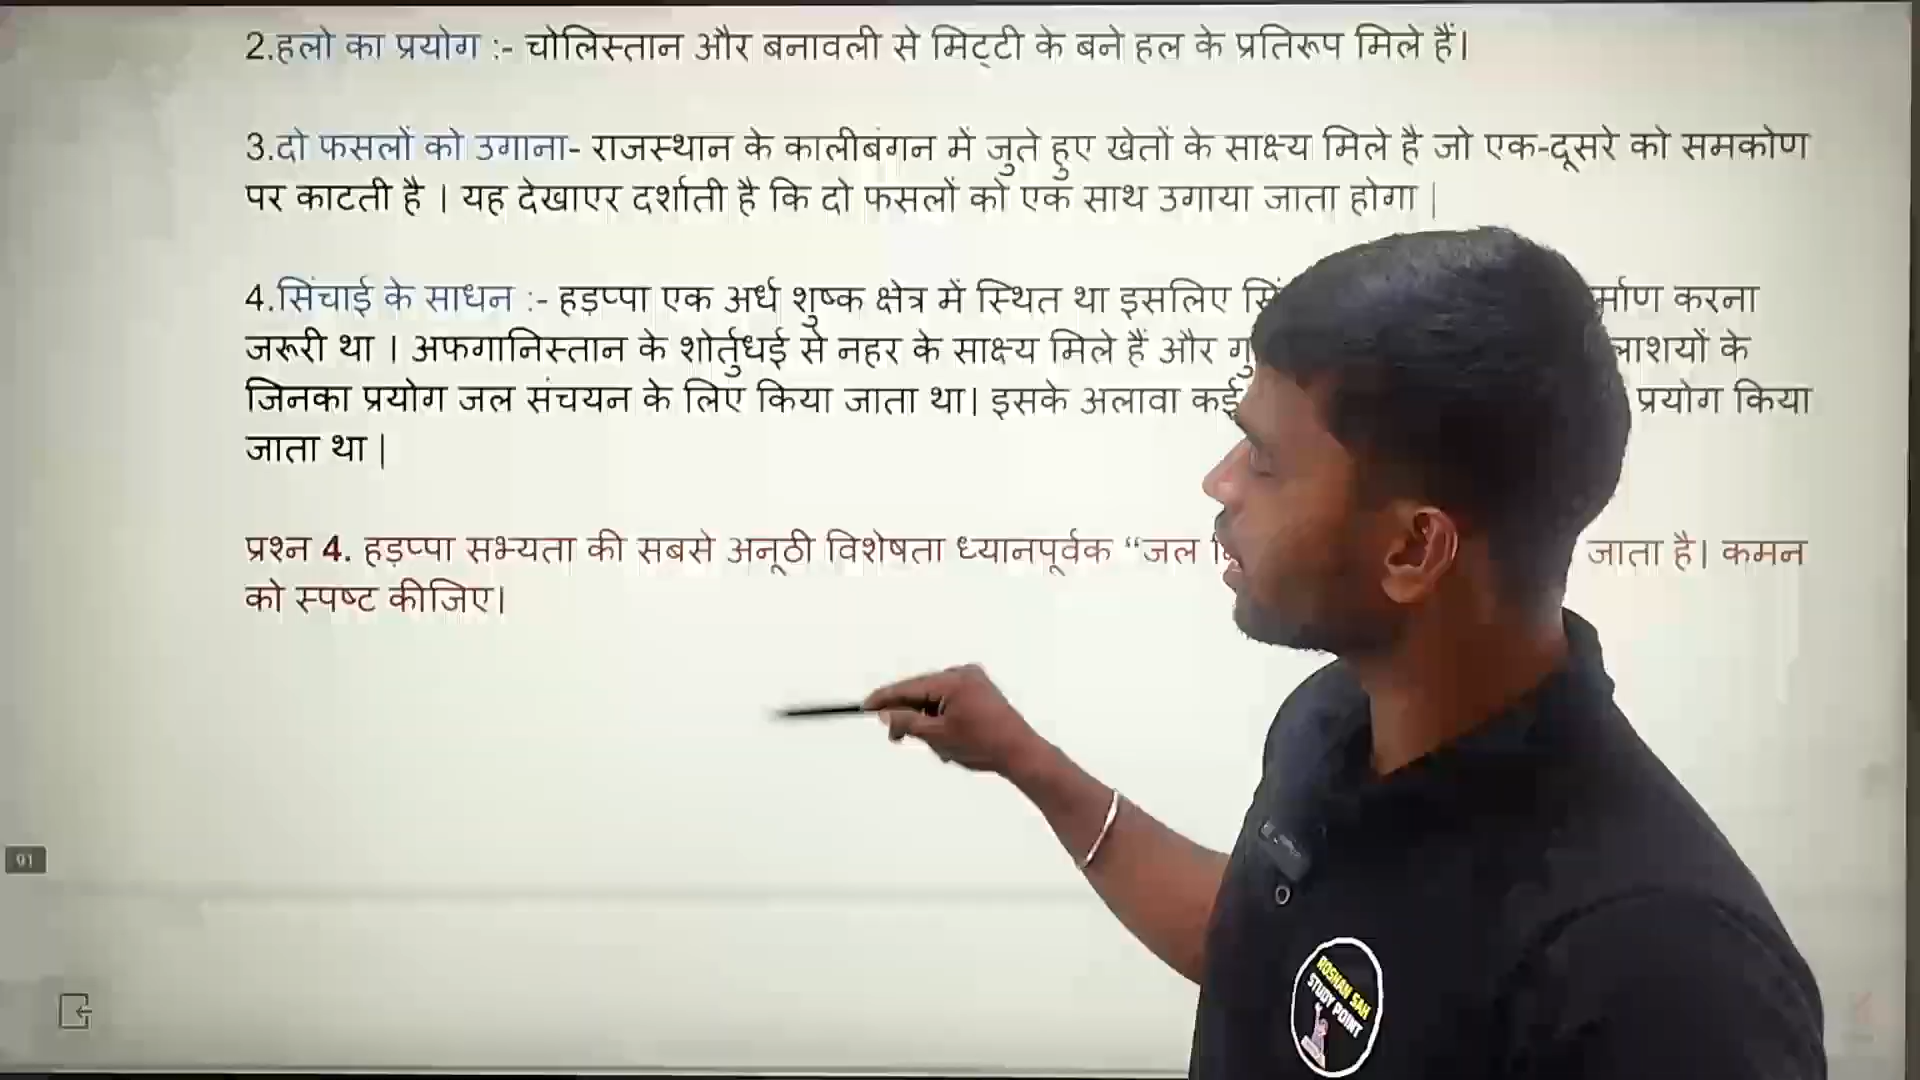 2.हलो का प्रयोग :- चोलिस्तान और बनावली से मिट्टी के बने हल के प्रतिरूप मिले हैं।
3.दो फसलों को उगाना- राजस्थान के कालीबंगन में जुते हुए खेतों के साक्ष्य मिले है जो एक-दूसरे को समकोण
पर काटती है । यह देखाएर दर्शाती है कि दो फसलों को एक साथ उगाया जाता होगा |
4.सिंचाई के साधन :- हड़प्पा एक अर्ध शुष्क क्षेत्र में स्थित था इसलिए करना
जरूरी था । अफगानिस्तान के शोर्तुधई से नहर के साक्ष्य मिले हैं और के
जिनका प्रयोग जल संचयन के लिए किया जाता था। इसके अलावा कई प्रयोग किया
जाता था |
प्रश्न 4. हड़प्पा सभ्यता की सबसे अनूठी विशेषता ध्यानपूर्वक “जल जाता है। कमन
को स्पष्ट कीजिए।
91
ROSHAN SAH
STUDY POINT